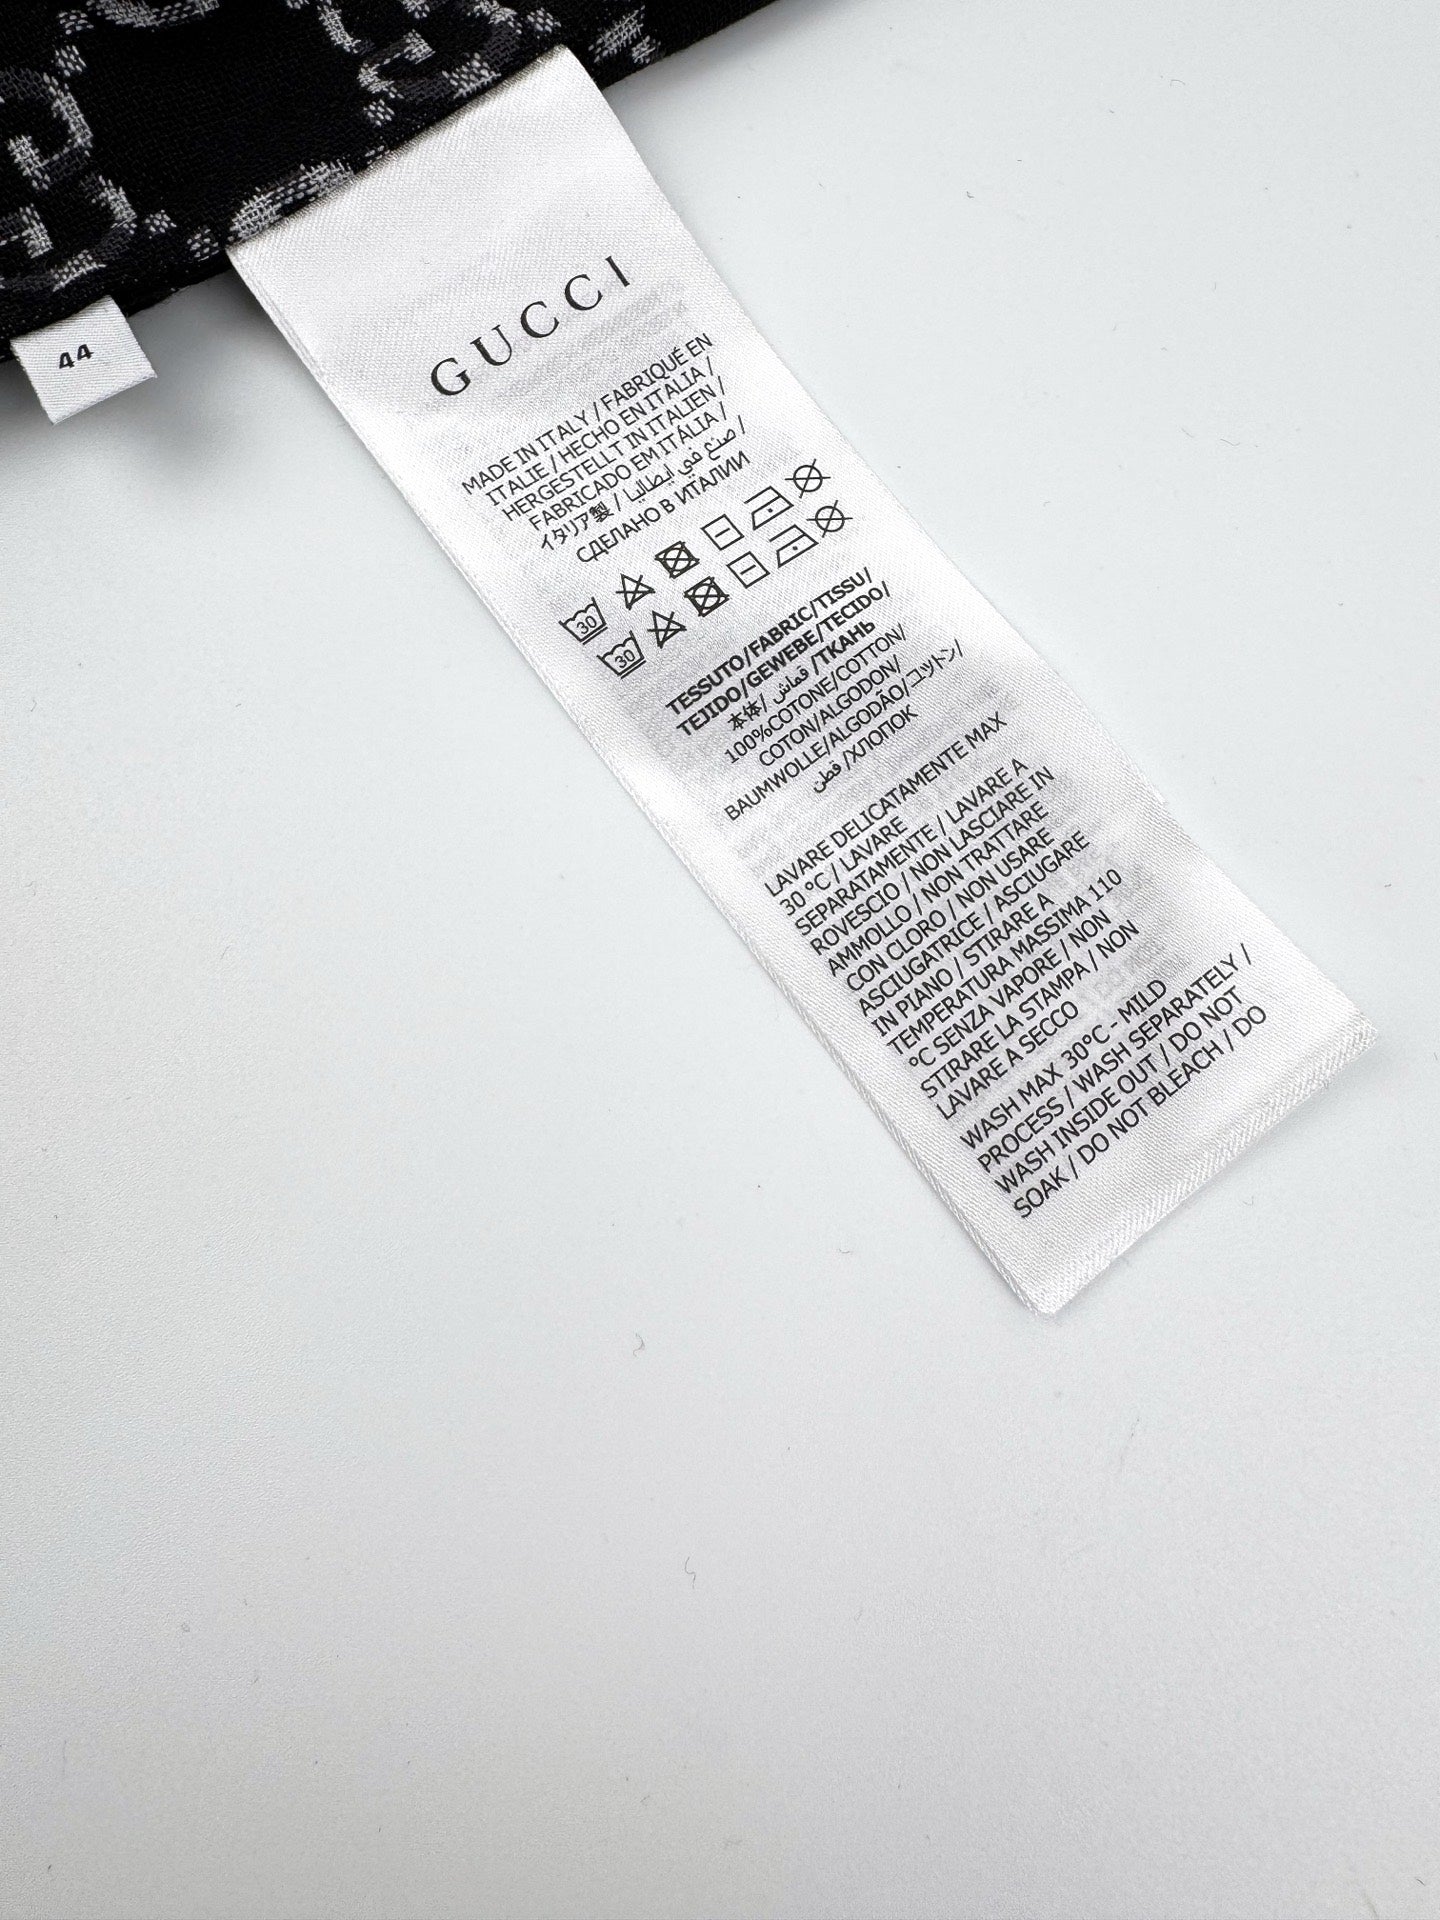 44
GUCCI
MADE IN ITALY / FABRIQUÉ EN
ITALIE / HECHO EN ITALIA /
HERGESTELLT IN ITALIEN /
FABRICADO EM ITÁLIA /
イタリア製 / صنع في ايطاليا /
СДЕЛАНО В ИТАЛИИ
30
30
TESSUTO/FABRIC/TISSU/
TEJIDO/GEWEBE/TECIDO/
本体/ قماش /ТКАНЬ
100%COTONE/COTTON/
COTON/ALGODON/
BAUMWOLLE/ALGODÃO/コットン/
قطن /ХЛОПОК
LAVARE DELICATAMENTE MAX
30 °C / LAVARE
SEPARATAMENTE / LAVARE A
ROVESCIO / NON LASCIARE IN
AMMOLLO / NON TRATTARE
CON CLORO / NON USARE
ASCIUGATRICE / ASCIUGARE
IN PIANO / STIRARE A
TEMPERATURA MASSIMA 110
°C SENZA VAPORE / NON
STIRARE LA STAMPA / NON
LAVARE A SECCO
WASH MAX 30°C - MILD
PROCESS / WASH SEPARATELY /
WASH INSIDE OUT / DO NOT
SOAK / DO NOT BLEACH / DO